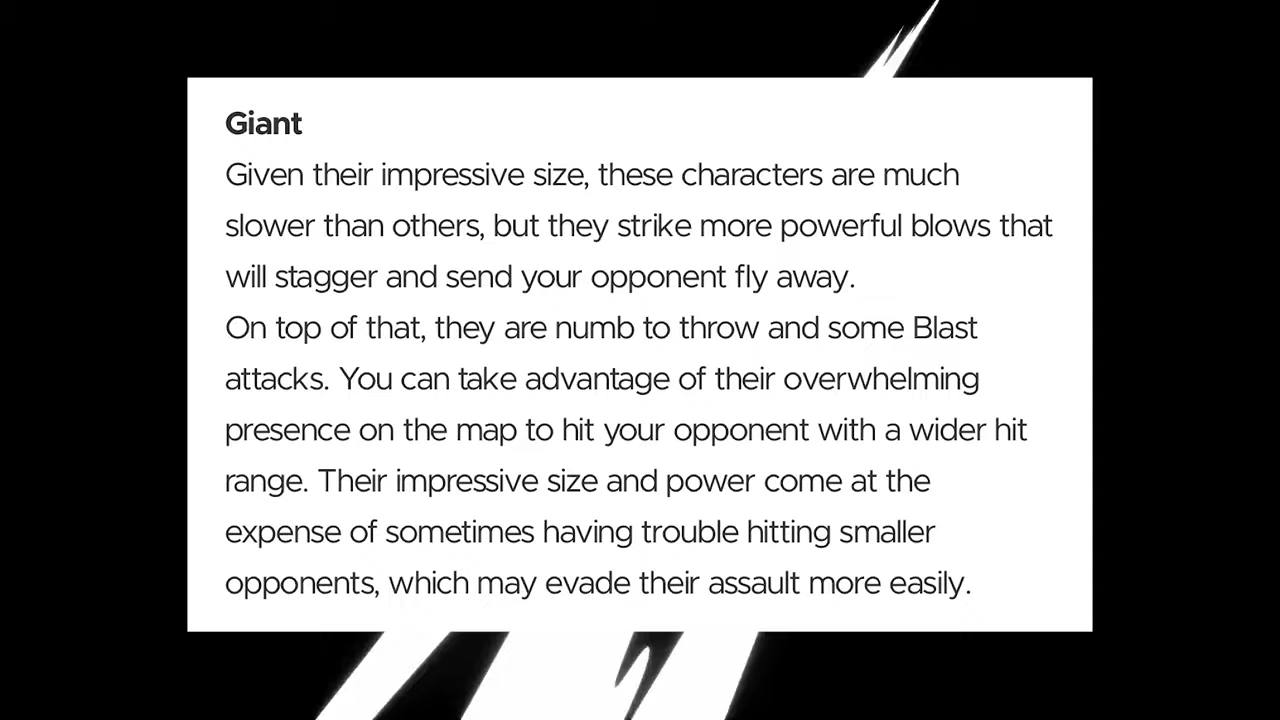 Giant
Given their impressive size, these characters are much
slower than others, but they strike more powerful blows that
will stagger and send your opponent fly away.
On top of that, they are numb to throw and some Blast
attacks. You can take advantage of their overwhelming
presence on the map to hit your opponent with a wider hit
range. Their impressive size and power come at the
expense of sometimes having trouble hitting smaller
opponents, which may evade their assault more easily.